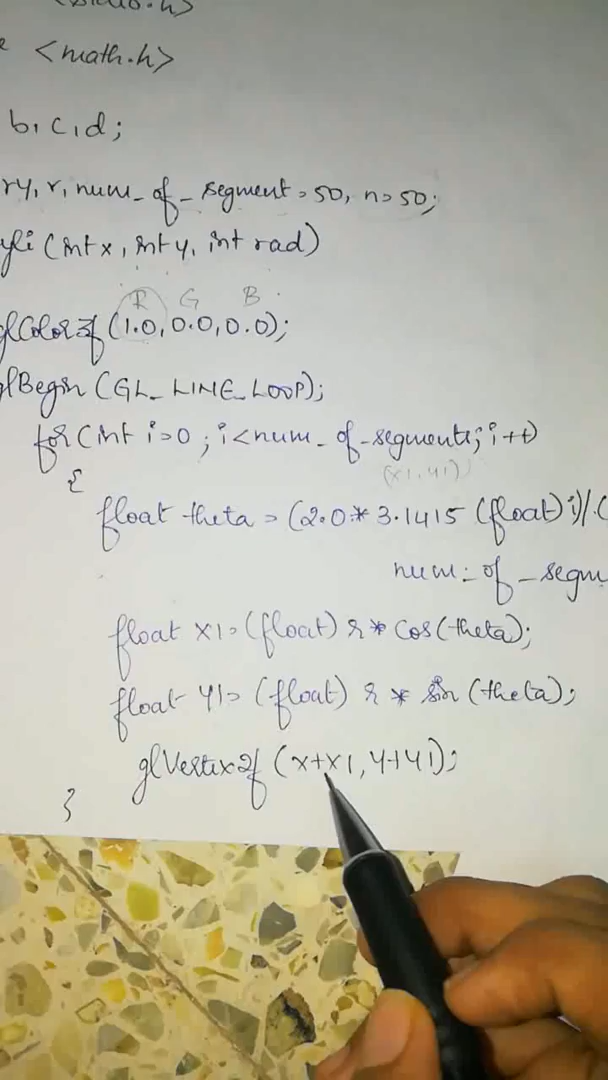 <math.h>
b, c, d;
ry, r, num_of_segment = 50, n = 50;
(int x, int y, int rad)
R G B
glColor3f (1.0, 0.0, 0.0);
glBegin (GL_LINE_LOOP);
for (int i=0 ; i<num_of_segments; i++)
(x1, y1)
{
float theta = (2.0 * 3.1415 (float) i)/(
num_of_segm
float x1 = (float) r * cos(theta);
float y1 = (float) r * sin(theta);
glVertex2f (x+x1, y+y1);
}